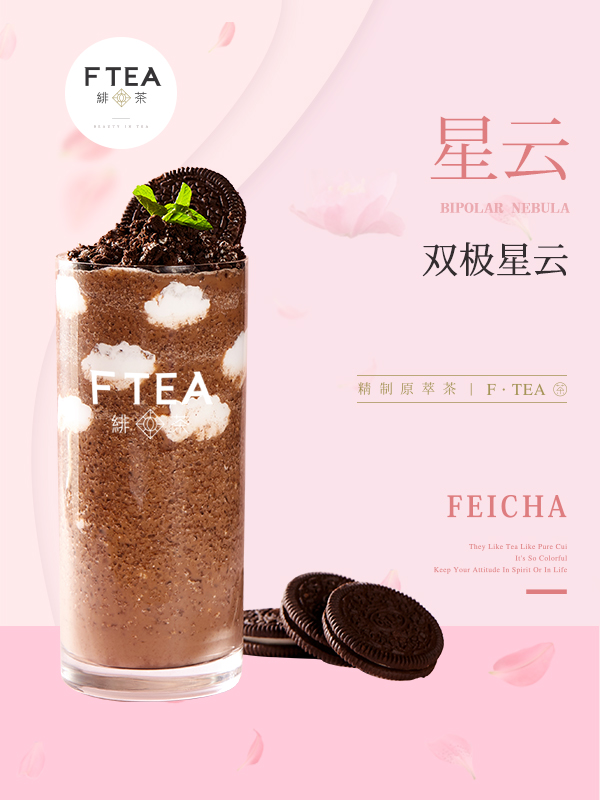 F TEA
緋 茶
BEAUTY IN TEA
星云
BIPOLAR NEBULA
双极星云
F TEA
緋 茶
精制原萃茶 | F · TEA 茶
FEICHA
They Like Tea Like Pure Cui
It's So Colorful
Keep Your Attitude In Spirit Or In Life